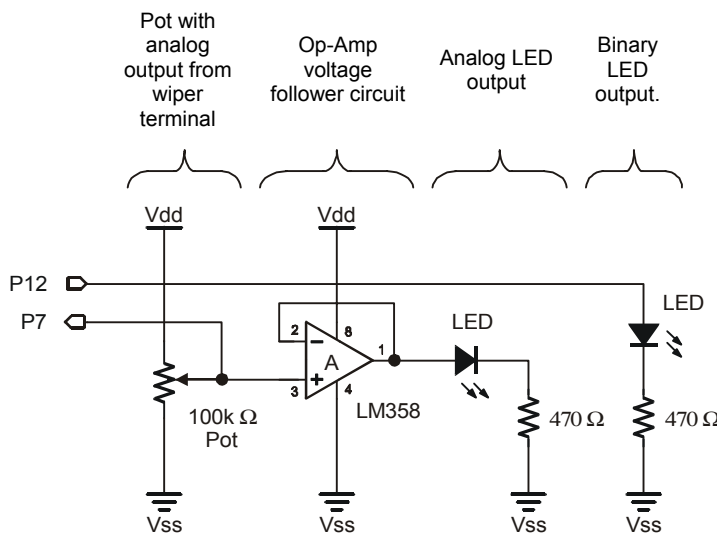 Pot with
analog
output from
wiper
terminal
Op-Amp
voltage
follower circuit
Analog LED
output
Binary
LED
output.
Vdd
Vdd
P12
P7
LED
LED
2
8
1
A
3
4
LM358
100k Ω
Pot
470 Ω
470 Ω
Vss
Vss
Vss
Vss